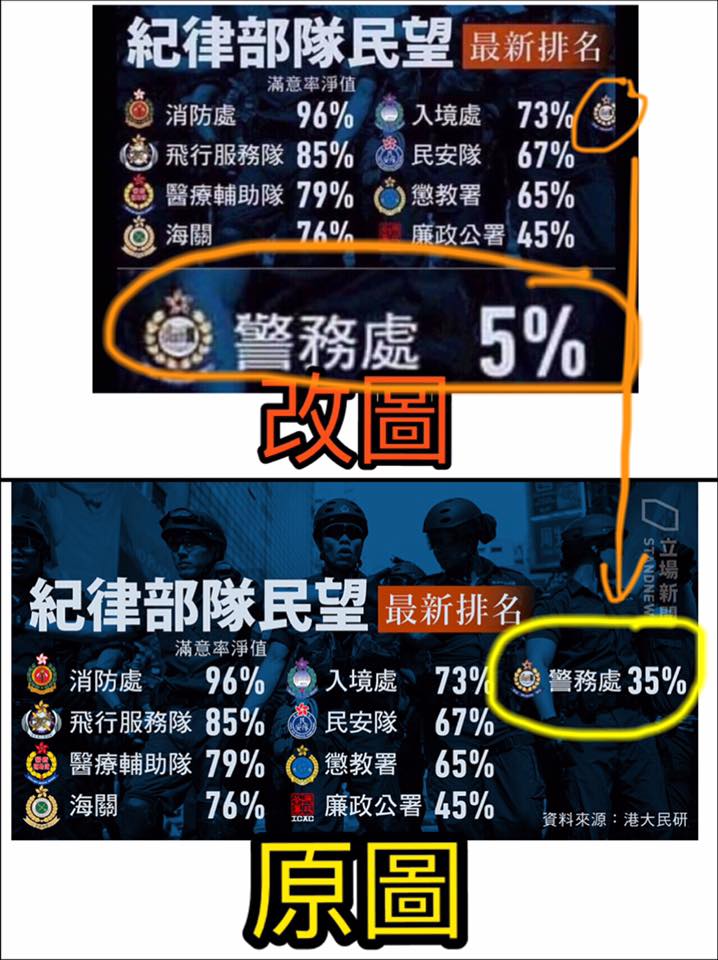 紀律部隊民望 最新排名
滿意率淨值
消防處 96% 入境處 73%
飛行服務隊 85% 民安隊 67%
醫療輔助隊 79% 懲教署 65%
海關 76% 廉政公署 45%
警務處 5%
改圖
立場新聞
STANDNEW
紀律部隊民望 最新排名
滿意率淨值
消防處 96% 入境處 73% 警務處 35%
飛行服務隊 85% 民安隊 67%
醫療輔助隊 79% 懲教署 65%
海關 76% ICAC 廉政公署 45%
資料來源：港大民研
原圖